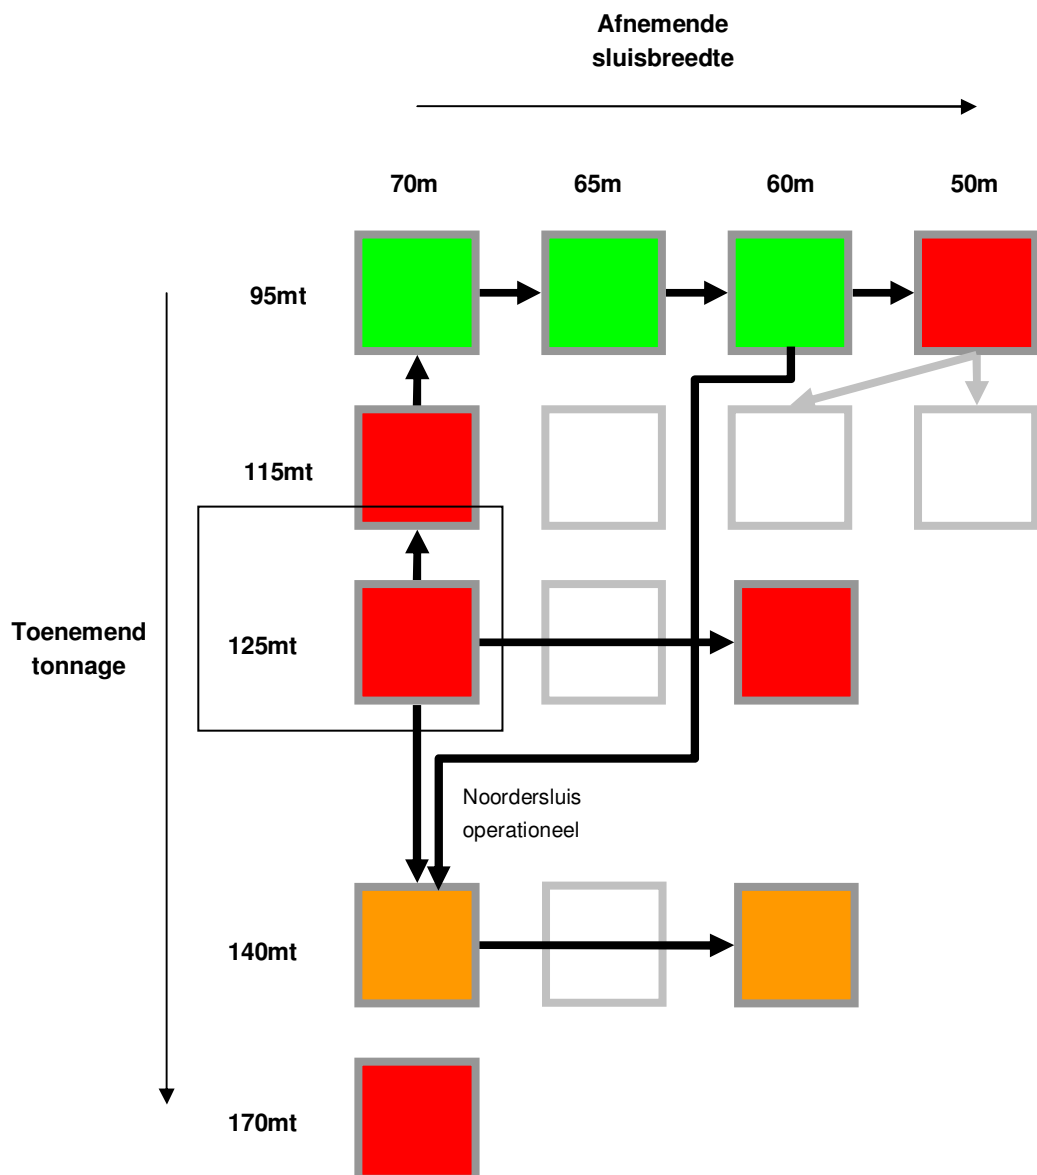 Afnemende
sluisbreedte
70m 65m 60m 50m
95mt
115mt
Toenemend
tonnage
125mt
Noordersluis
operationeel
140mt
170mt